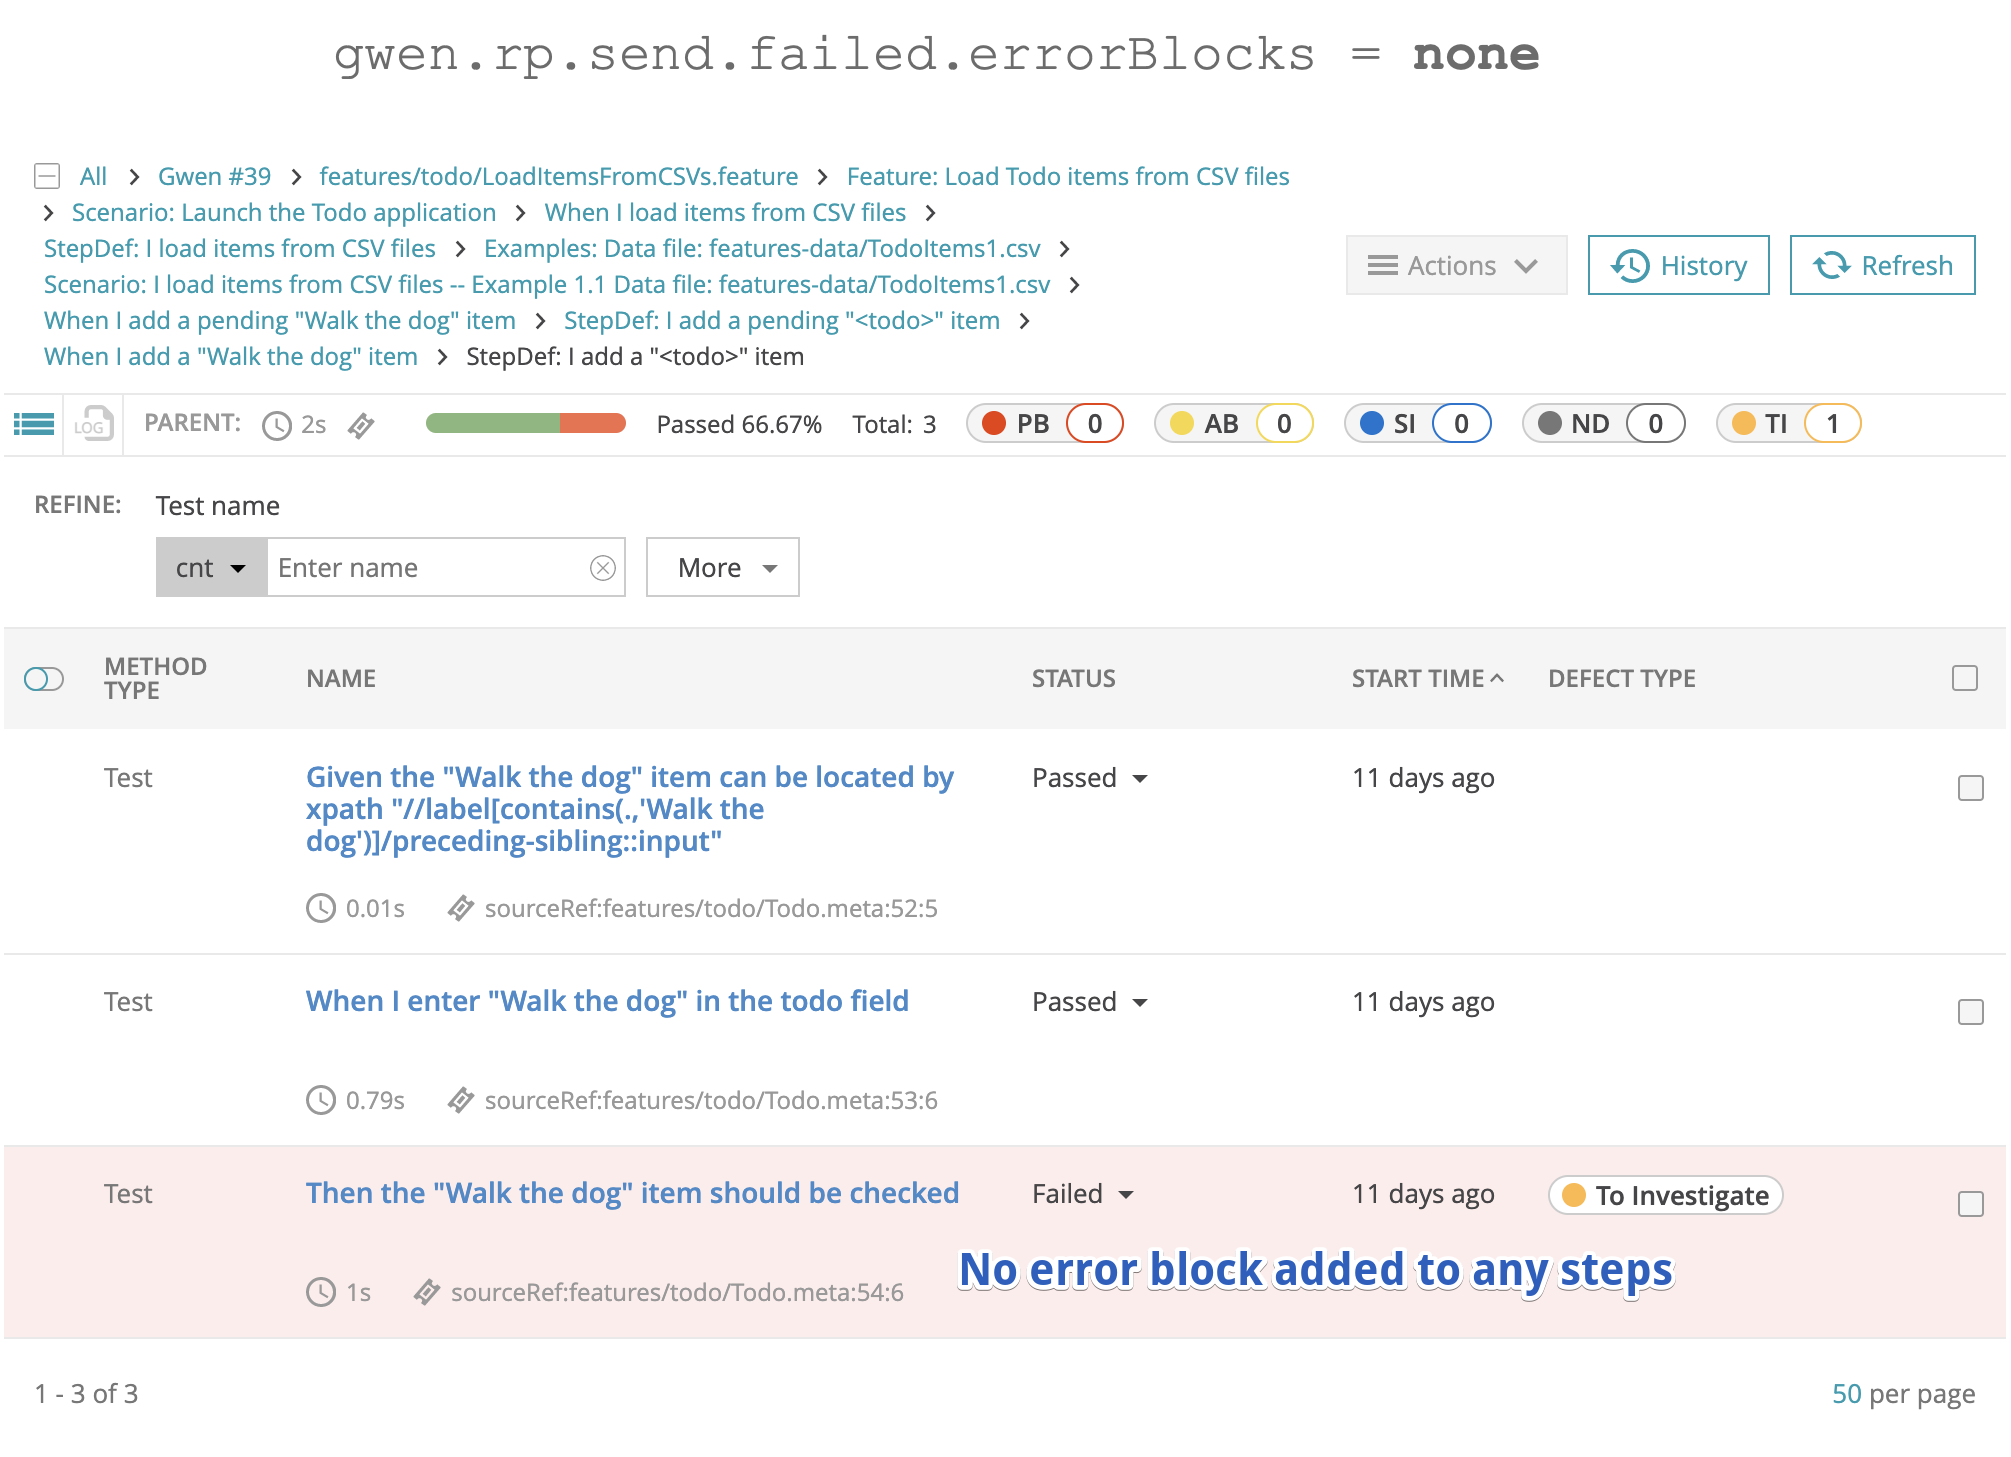 gwen.rp.send.failed.errorBlocks = none
All > Gwen #39 > features/todo/LoadItemsFromCSVs.feature > Feature: Load Todo items from CSV files
> Scenario: Launch the Todo application > When I load items from CSV files >
StepDef: I load items from CSV files > Examples: Data file: features-data/TodoItems1.csv >
Scenario: I load items from CSV files -- Example 1.1 Data file: features-data/TodoItems1.csv >
When I add a pending "Walk the dog" item > StepDef: I add a pending "<todo>" item >
When I add a "Walk the dog" item > StepDef: I add a "<todo>" item
Actions History Refresh
LOG PARENT: 2s Passed 66.67% Total: 3 PB 0 AB 0 SI 0 ND 0 TI 1
REFINE: Test name
cnt Enter name More
METHOD TYPE NAME STATUS START TIME DEFECT TYPE
Test Given the "Walk the dog" item can be located by Passed 11 days ago
xpath "//label[contains(.,'Walk the
dog')]/preceding-sibling::input"
0.01s sourceRef:features/todo/Todo.meta:52:5
Test When I enter "Walk the dog" in the todo field Passed 11 days ago
0.79s sourceRef:features/todo/Todo.meta:53:6
Test Then the "Walk the dog" item should be checked Failed 11 days ago To Investigate
No error block added to any steps
1s sourceRef:features/todo/Todo.meta:54:6
1 - 3 of 3 50 per page